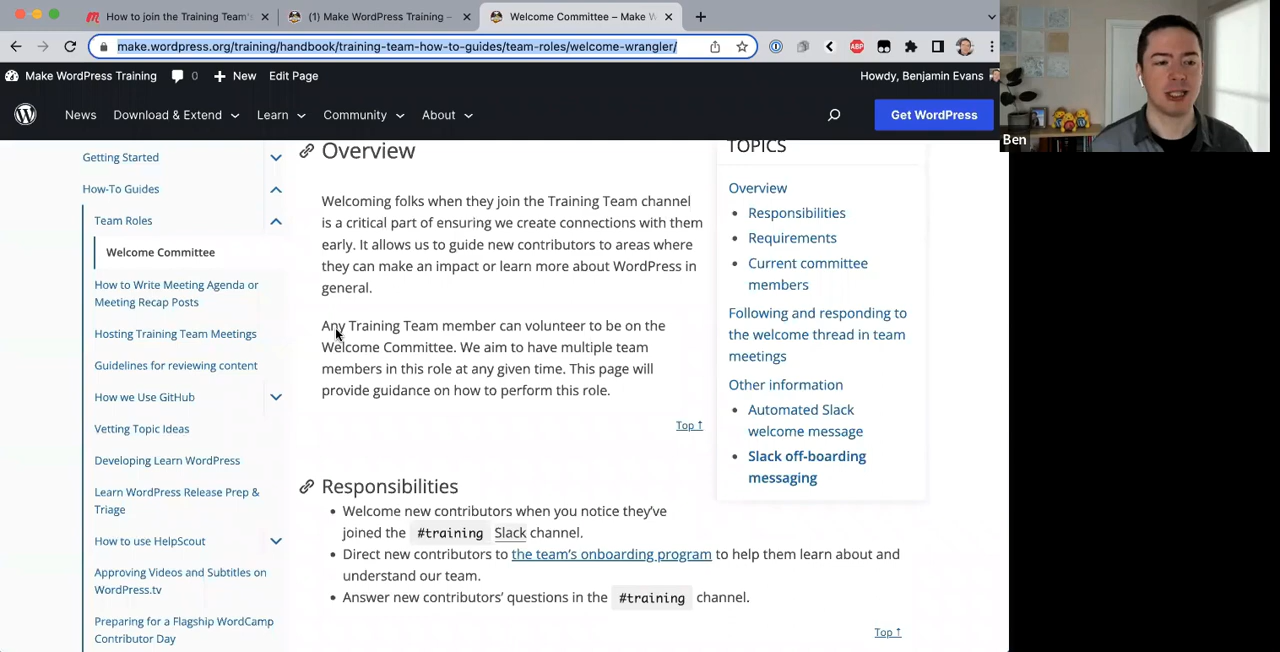 How to join the Training Team'
(1) Make WordPress Training –
Welcome Committee – Make W
make.wordpress.org/training/handbook/training-team-how-to-guides/team-roles/welcome-wrangler/
ABP
Make WordPress Training
0
New
Edit Page
Howdy, Benjamin Evans
News
Download & Extend
Learn
Community
About
Get WordPress
Ben
Getting Started
How-To Guides
Team Roles
Welcome Committee
How to Write Meeting Agenda or
Meeting Recap Posts
Hosting Training Team Meetings
Guidelines for reviewing content
How we Use GitHub
Vetting Topic Ideas
Developing Learn WordPress
Learn WordPress Release Prep &
Triage
How to use HelpScout
Approving Videos and Subtitles on
WordPress.tv
Preparing for a Flagship WordCamp
Contributor Day
Overview
Welcoming folks when they join the Training Team channel
is a critical part of ensuring we create connections with them
early. It allows us to guide new contributors to areas where
they can make an impact or learn more about WordPress in
general.
Any Training Team member can volunteer to be on the
Welcome Committee. We aim to have multiple team
members in this role at any given time. This page will
provide guidance on how to perform this role.
Top ↑
Responsibilities
• Welcome new contributors when you notice they've
joined the #training Slack channel.
• Direct new contributors to the team's onboarding program to help them learn about and
understand our team.
• Answer new contributors' questions in the #training channel.
Top ↑
TOPICS
Overview
• Responsibilities
• Requirements
• Current committee
members
Following and responding to
the welcome thread in team
meetings
Other information
• Automated Slack
welcome message
• Slack off-boarding
messaging